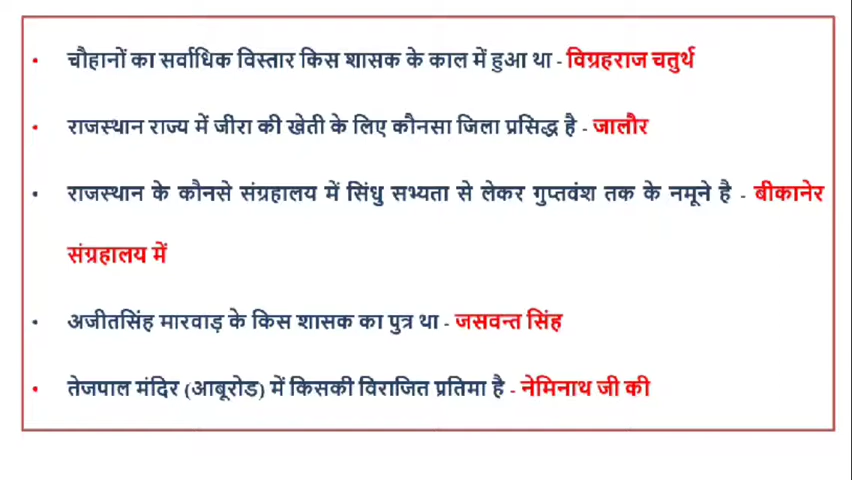 • चौहानों का सर्वाधिक विस्तार किस शासक के काल में हुआ था - विग्रहराज चतुर्थ
• राजस्थान राज्य में जीरा की खेती के लिए कौनसा जिला प्रसिद्ध है - जालौर
• राजस्थान के कौनसे संग्रहालय में सिंधु सभ्यता से लेकर गुप्तवंश तक के नमूने है - बीकानेर
संग्रहालय में
• अजीतसिंह मारवाड़ के किस शासक का पुत्र था - जसवन्त सिंह
• तेजपाल मंदिर (आबूरोड) में किसकी विराजित प्रतिमा है - नेमिनाथ जी की